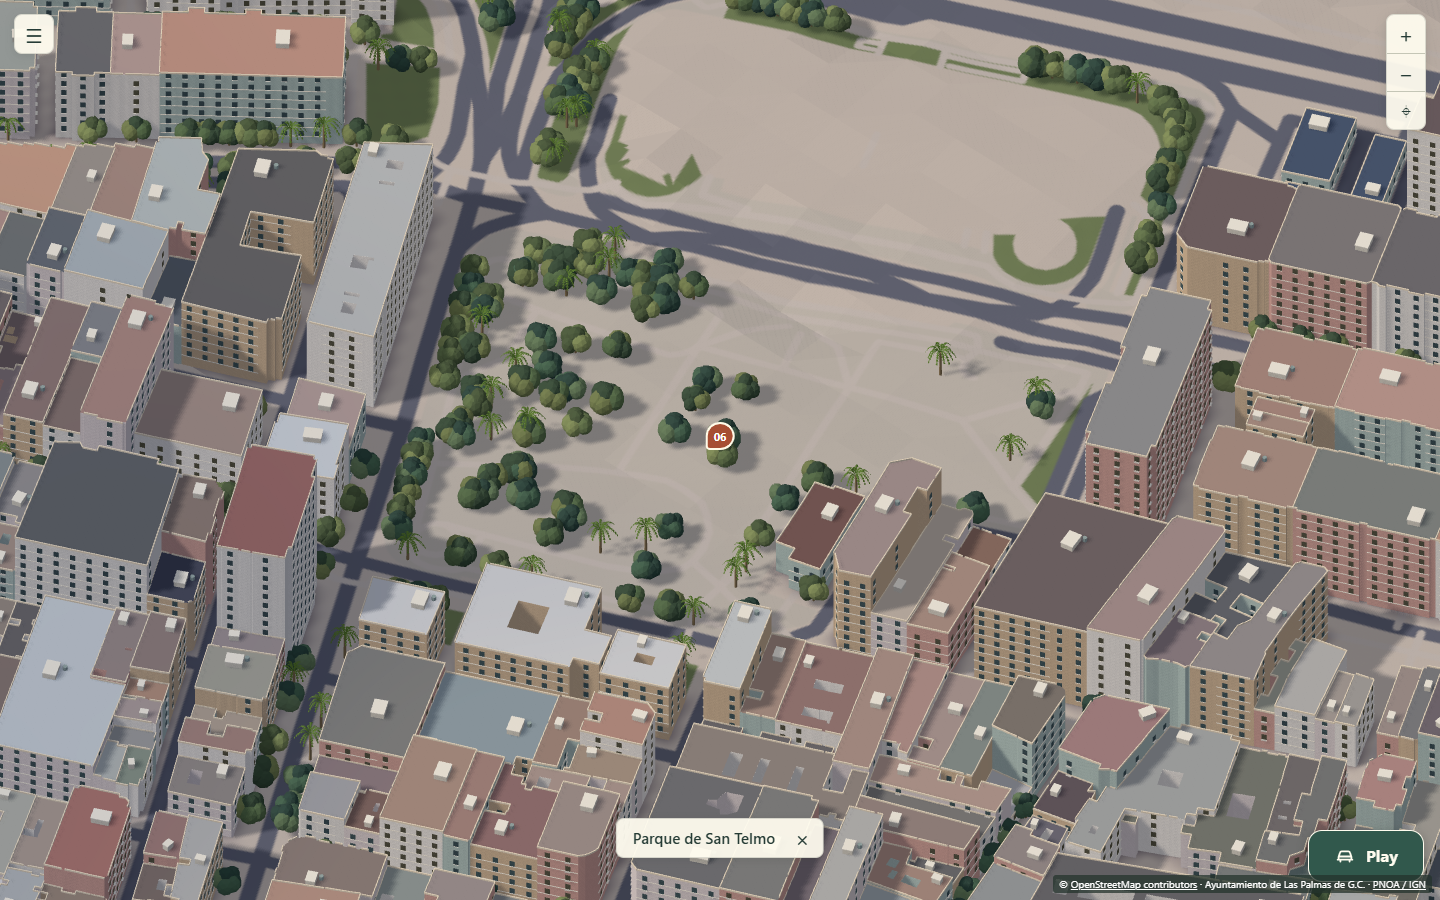 06
Parque de San Telmo
Play
© OpenStreetMap contributors · Ayuntamiento de Las Palmas de G.C. · PNOA / IGN